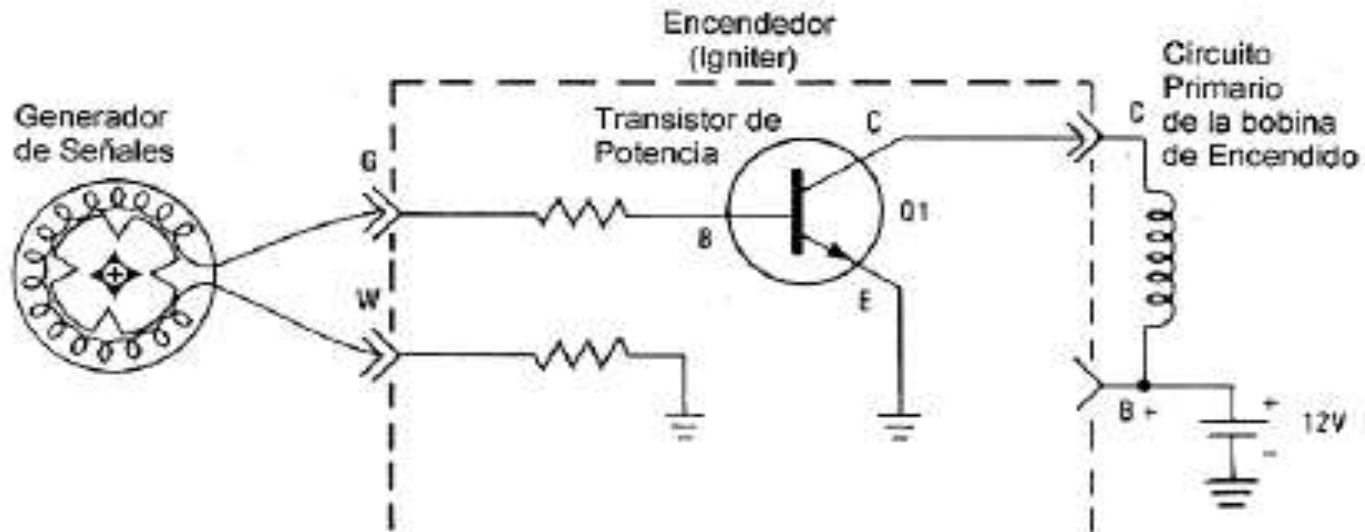 Encendedor
(Igniter)
Generador
de Señales
Transistor de
Potencia
Circuito
Primario
de la bobina
de Encendido
G
W
B
C
E
Q1
C
B +
+
12V
-